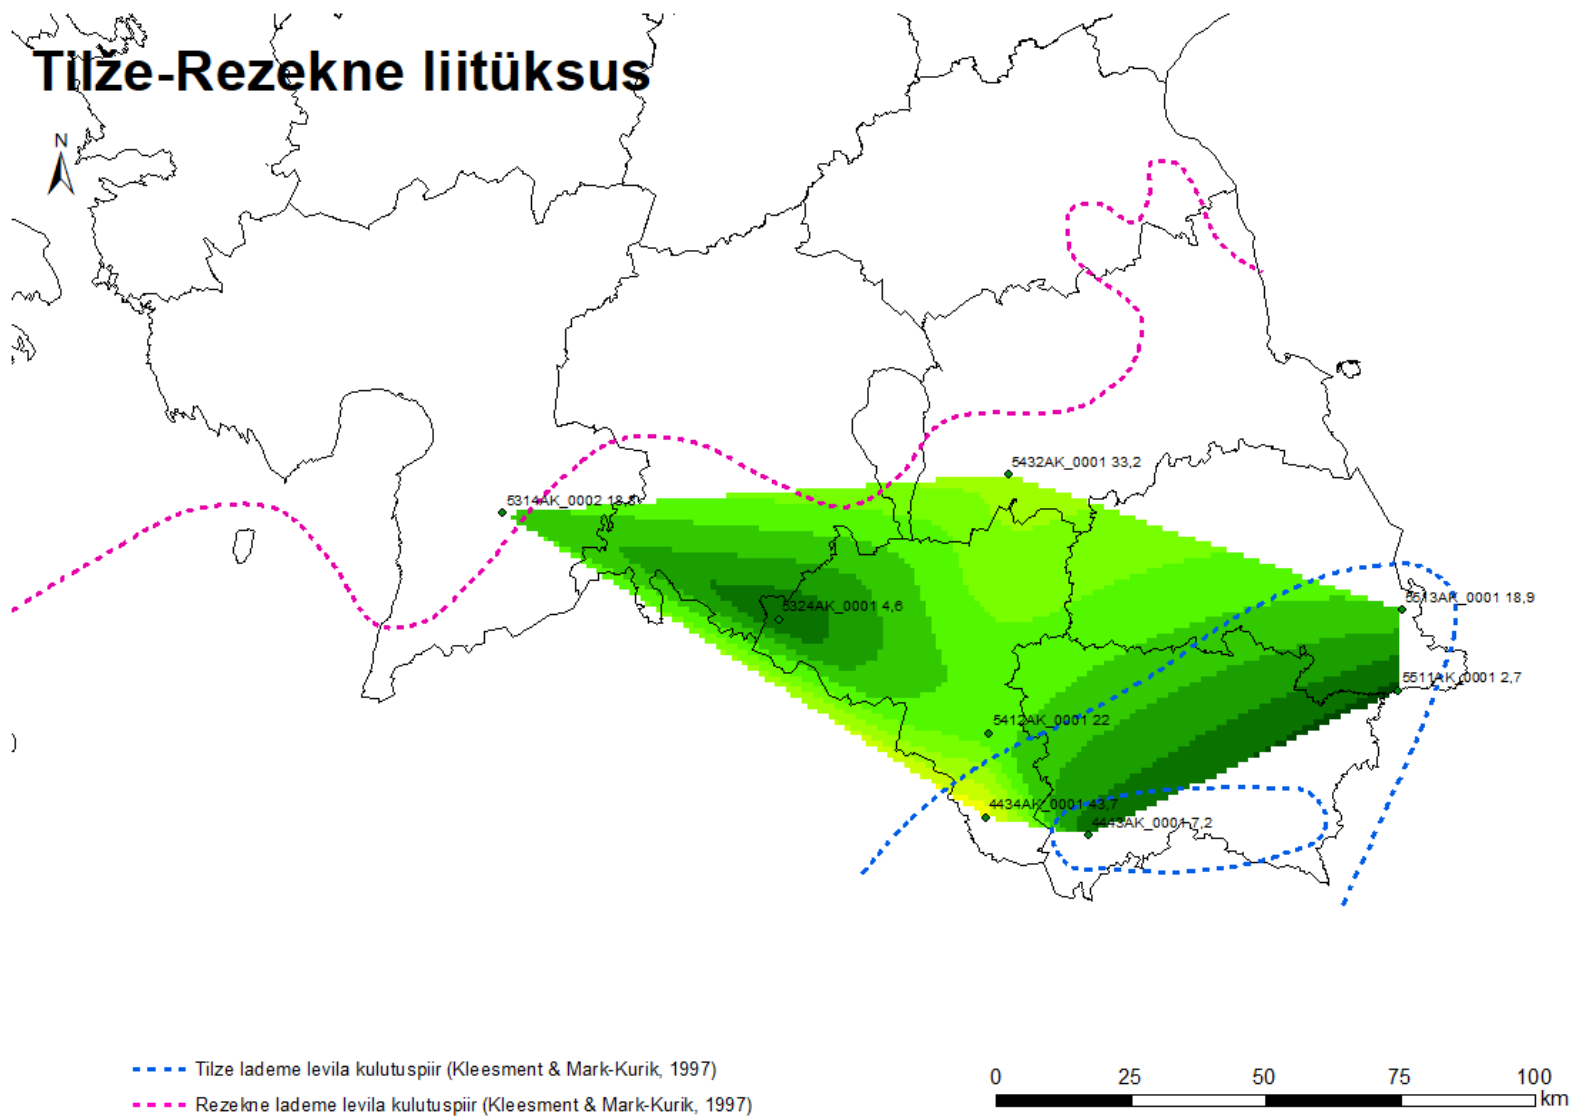 Tilže-Rezekne liitüksus
N
5432AK_0001 33,2
5314AK_0002 18,8
5513AK_0001 18,9
5324AK_0001 4,6
5511AK_0001 2,7
5412AK_0001 22
4434AK_0001 43,7
4443AK_0001 7,2
)
Tilze lademe levila kulutuspiir (Kleesment & Mark-Kurik, 1997)
Rezekne lademe levila kulutuspiir (Kleesment & Mark-Kurik, 1997)
0 25 50 75 100
km